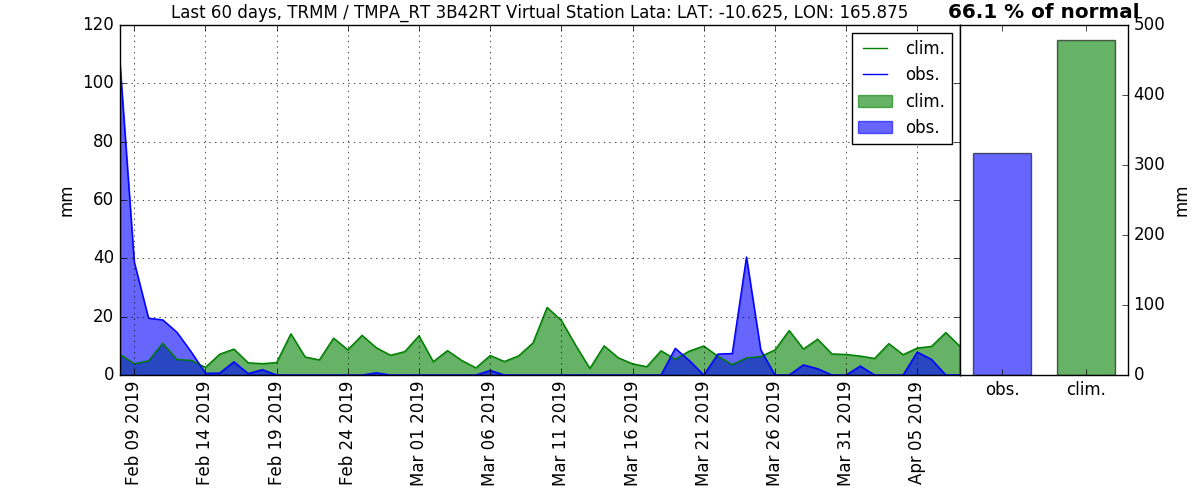 Last 60 days, TRMM / TMPA_RT 3B42RT Virtual Station Lata: LAT: -10.625, LON: 165.875
66.1 % of normal
120
100
80
60
40
20
0
mm
clim.
obs.
clim.
obs.
Feb 09 2019
Feb 14 2019
Feb 19 2019
Feb 24 2019
Mar 01 2019
Mar 06 2019
Mar 11 2019
Mar 16 2019
Mar 21 2019
Mar 26 2019
Mar 31 2019
Apr 05 2019
500
400
300
200
100
0
mm
obs.
clim.